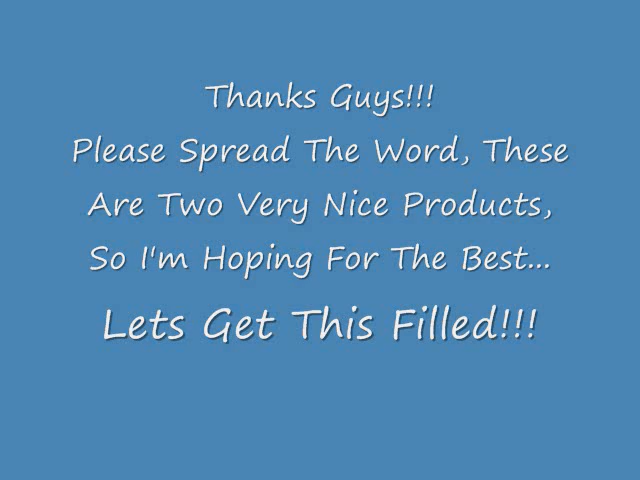 Thanks Guys!!!
Please Spread The Word, These
Are Two Very Nice Products,
So I'm Hoping For The Best...
Lets Get This Filled!!!